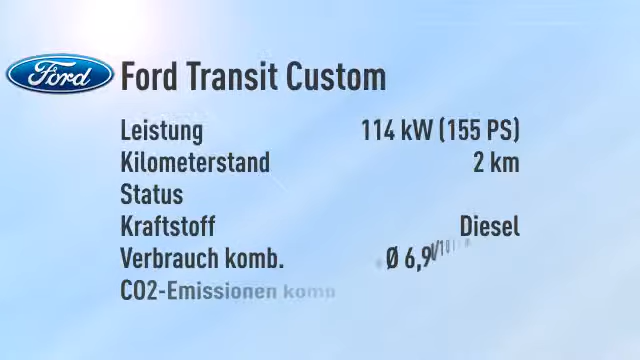 Ford
Ford Transit Custom
Leistung 114 kW (155 PS)
Kilometerstand 2 km
Status
Kraftstoff Diesel
Verbrauch komb. Ø 6,9
CO2-Emissionen komb